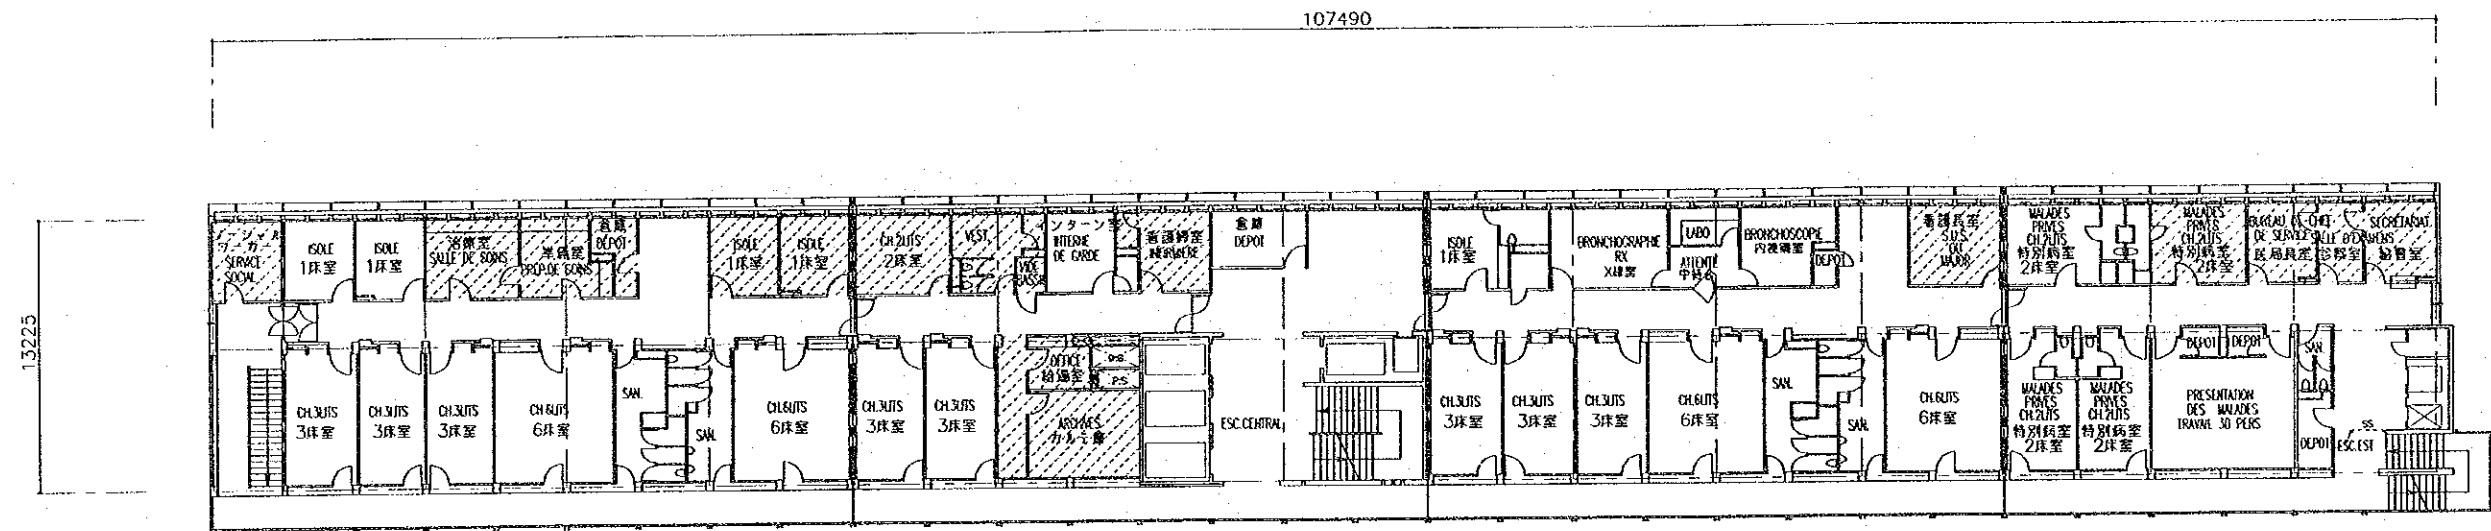 107490
13225
SERVICE
SOCIAL
ISOLE
1床室
ISOLE
1床室
治療室
SALLE DE SOINS
準備室
PREP.DE SOINS
倉庫
DEPOT
ISOLE
1床室
ISOLE
1床室
CH.2LITS
2床室
VEST.
VIDE
インターン室
INTERNE
DE GARDE
看護婦室
INFIRMIERE
倉庫
DEPOT
ISOLE
1床室
BRONCHOGRAPHIE
RX
X線室
LABO
ATTENTE
BRONCHOSCOPIE
内視鏡室
DEPOT
看護長室
S.U.S
OU
MAJOR
MALADES
PRIVES
CH.2LITS
特別病室
2床室
MALADES
PRIVES
CH.2LITS
特別病室
2床室
BUREAU DE CHEF
DE SERVICE
医局長室
SALLE D'EXAMENS
診察室
SECRETARIAT
秘書室
CH.3LITS
3床室
CH.3LITS
3床室
CH.3LITS
3床室
CH.6LITS
6床室
SAN.
SAN.
CH.6LITS
6床室
CH.3LITS
3床室
CH.3LITS
3床室
OFFICE
給湯室
P.S
P.S
ARCHIVES
カルテ庫
ESC.CENTRAL
CH.3LITS
3床室
CH.3LITS
3床室
CH.3LITS
3床室
CH.6LITS
6床室
SAN.
SAN.
CH.6LITS
6床室
MALADES
PRIVES
CH.2LITS
特別病室
2床室
MALADES
PRIVES
CH.2LITS
特別病室
2床室
DEPOT
DEPOT
PRESENTATION
DES MALADES
TRAVAIL 30 PERS
SAN.
DEPOT
SS
ESC.EST